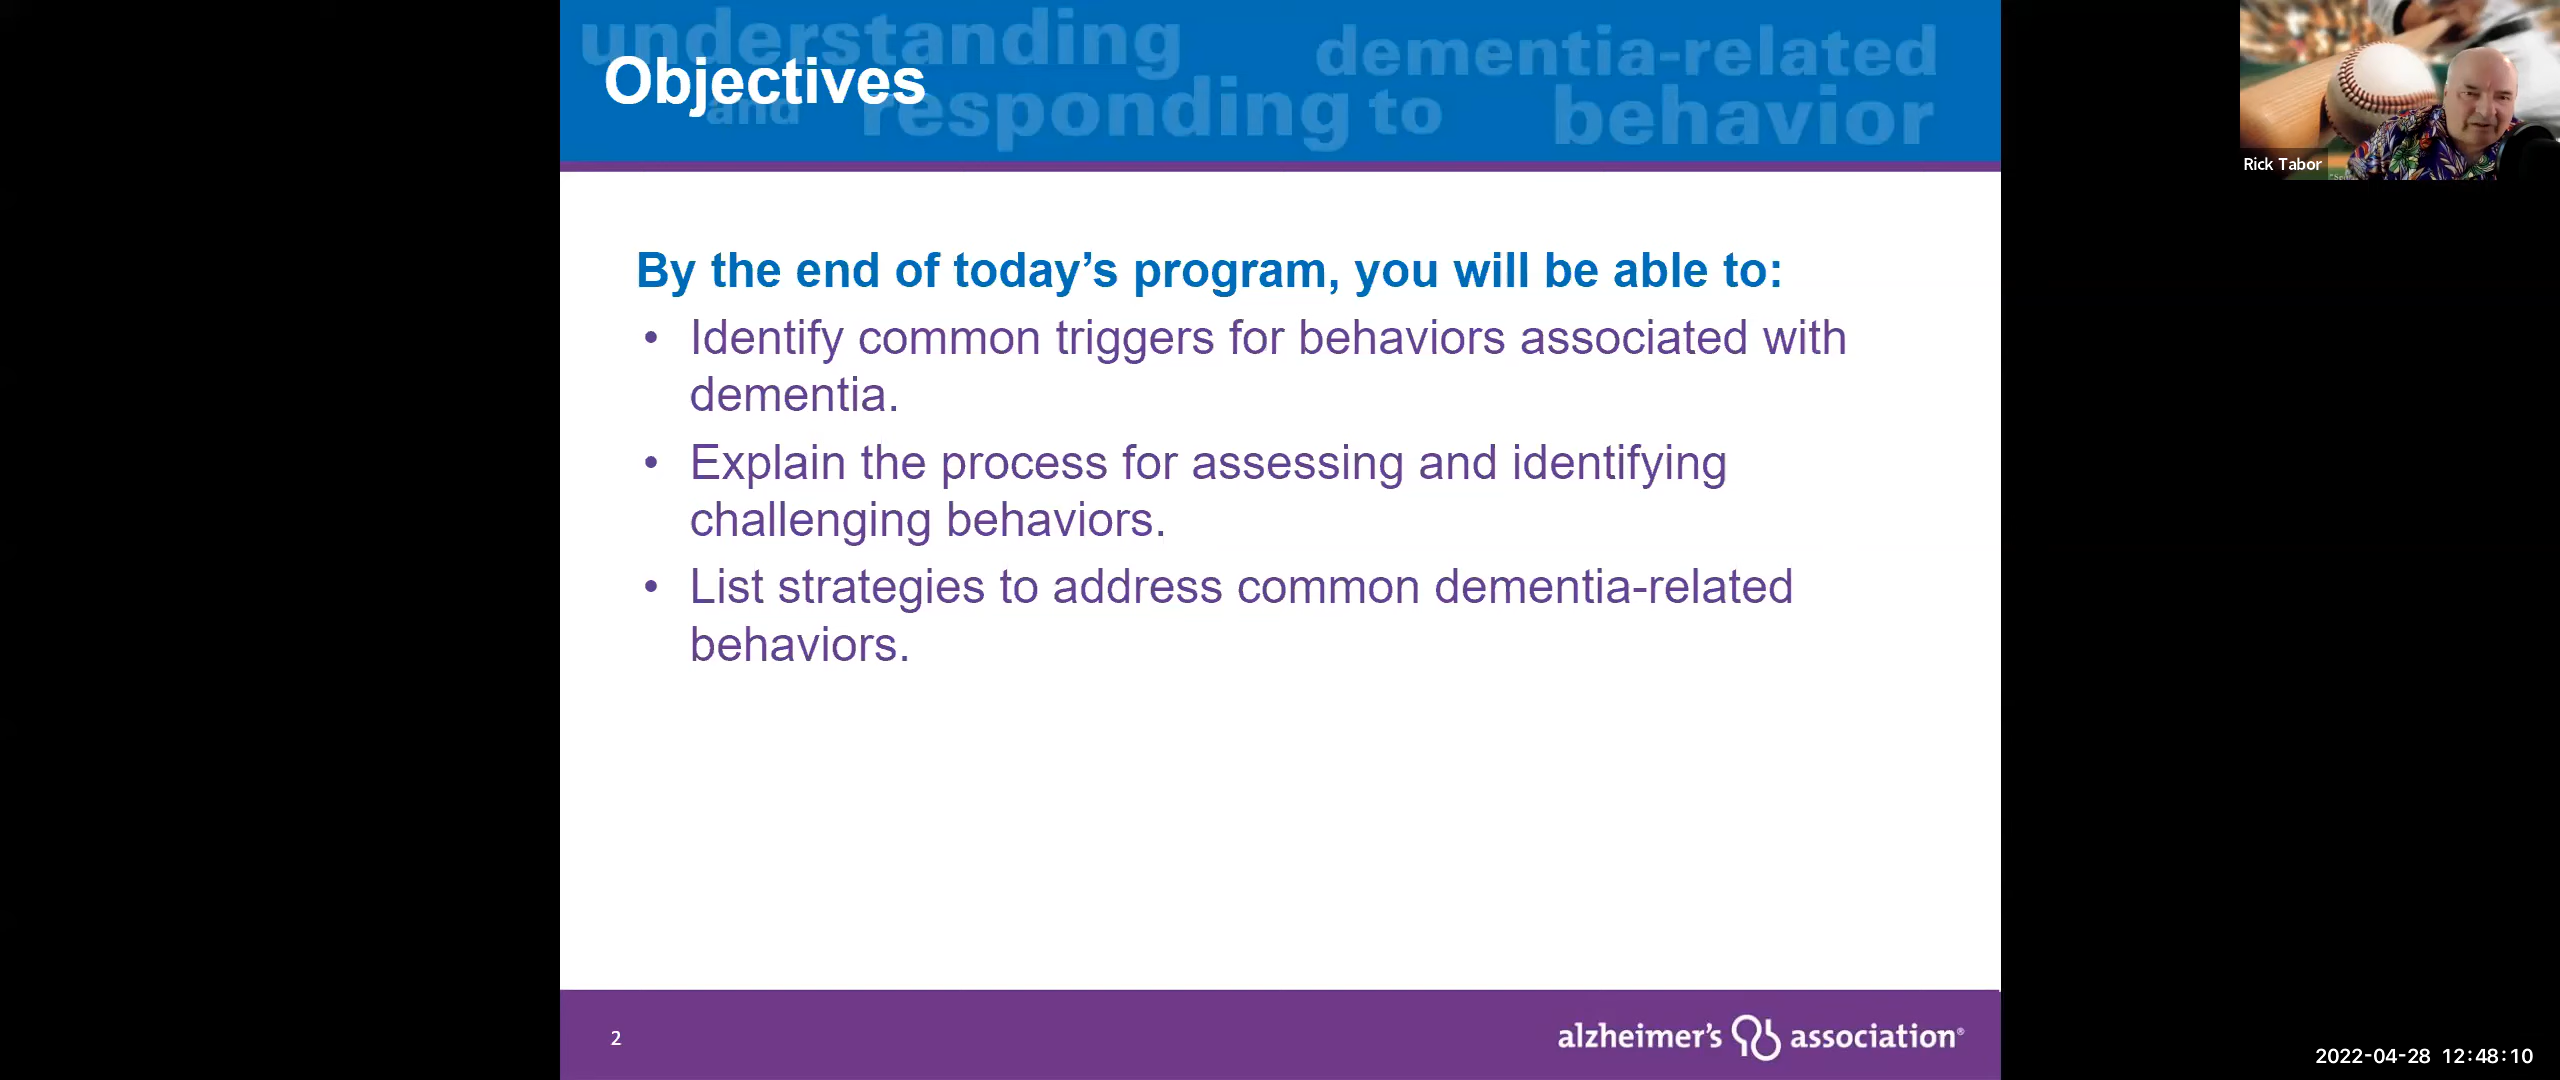 understanding
dementia-related
Objectives
and
responding to
behavior
Rick Tabor
By the end of today’s program, you will be able to:
• Identify common triggers for behaviors associated with
dementia.
• Explain the process for assessing and identifying
challenging behaviors.
• List strategies to address common dementia-related
behaviors.
2
alzheimer's association®
2022-04-28 12:48:10